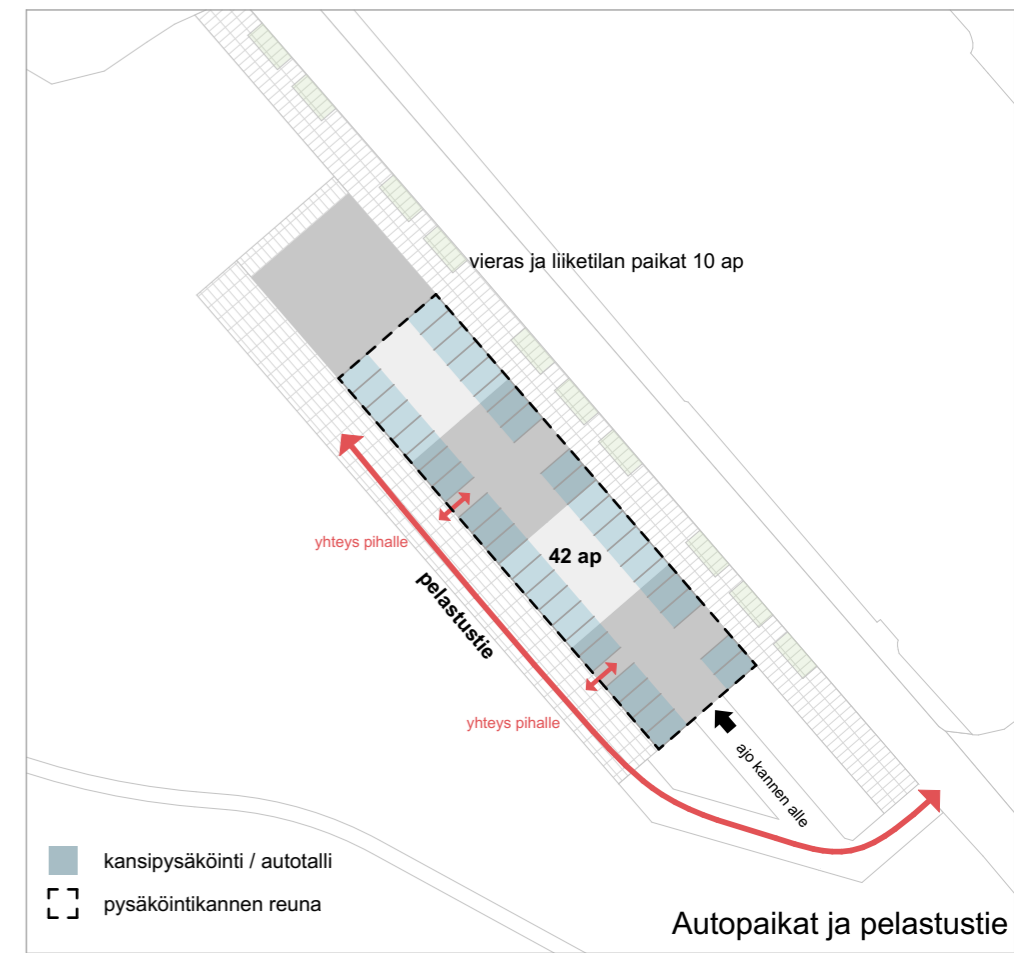 vieras ja liiketilan paikat 10 ap
42 ap
yhteys pihalle
pelastustie
yhteys pihalle
ajo kannen alle
kansipysäköinti / autotalli
pysäköintikannen reuna
Autopaikat ja pelastustie